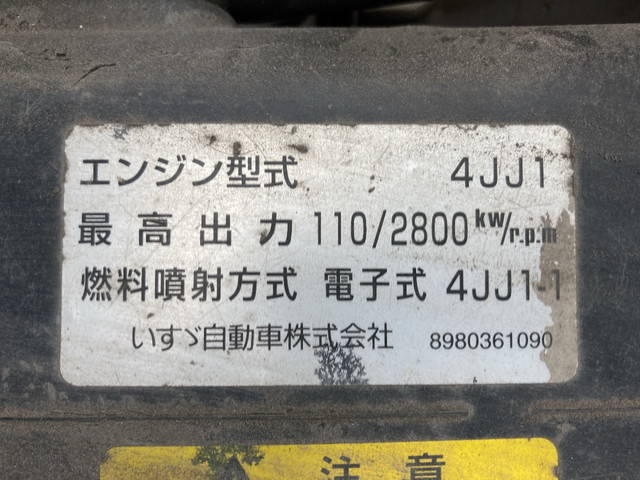 エンジン型式 4JJ1
最高出力 110/2800 kw/r.p.m
燃料噴射方式 電子式 4JJ1-1
いすゞ自動車株式会社 8980361090
注意